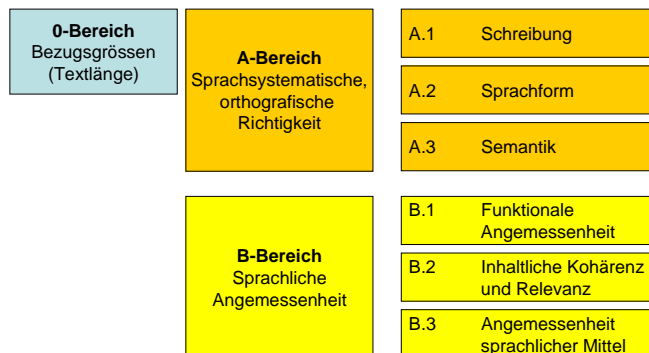 0-Bereich
Bezugsgrössen
(Textlänge)
A-Bereich
Sprachsystematische,
orthografische
Richtigkeit
A.1 Schreibung
A.2 Sprachform
A.3 Semantik
B-Bereich
Sprachliche
Angemessenheit
B.1 Funktionale
Angemessenheit
B.2 Inhaltliche Kohärenz
und Relevanz
B.3 Angemessenheit
sprachlicher Mittel